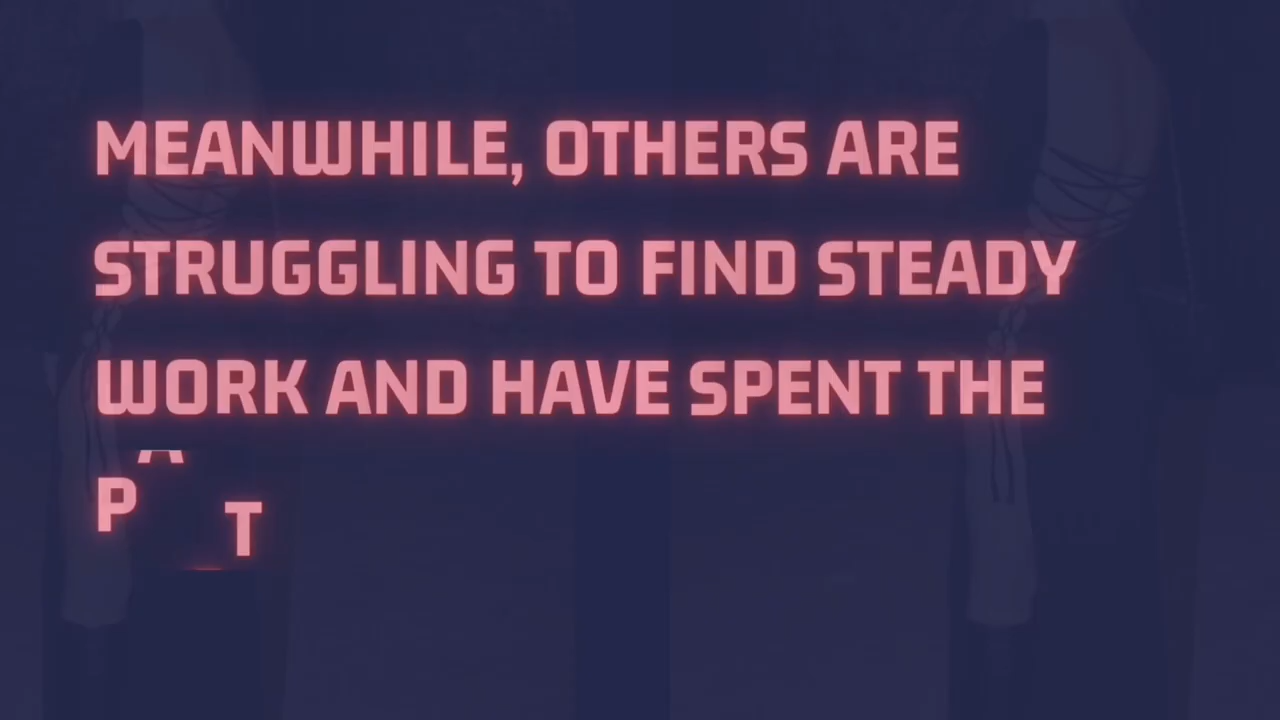 MEANWHILE, OTHERS ARE
STRUGGLING TO FIND STEADY
WORK AND HAVE SPENT THE